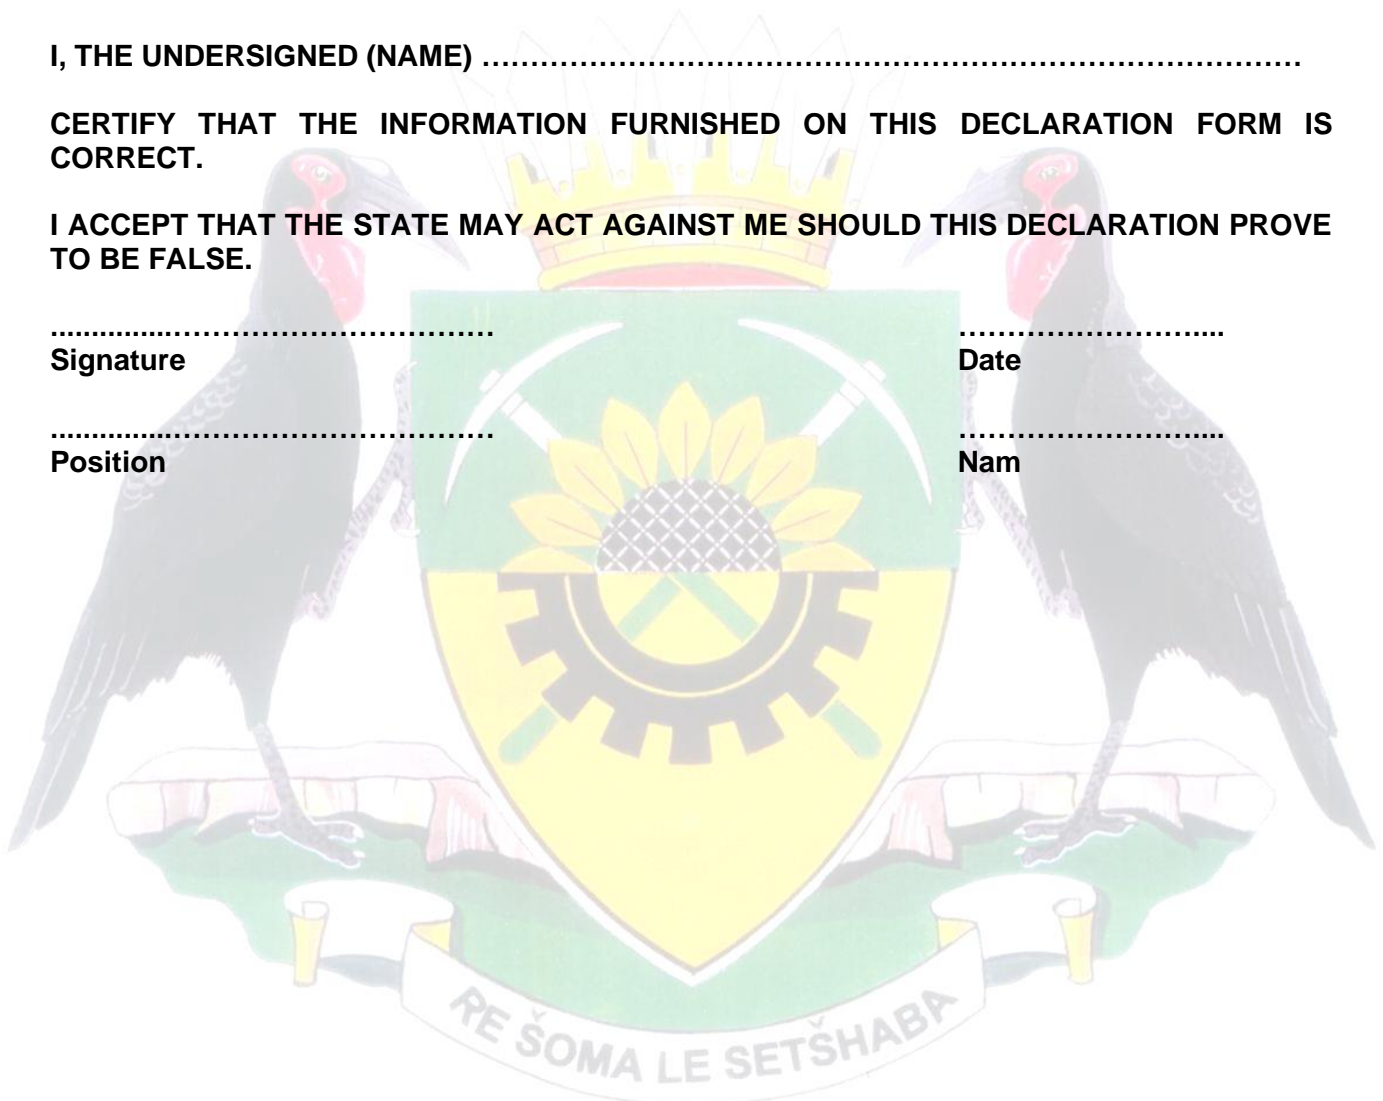 I, THE UNDERSIGNED (NAME) ……………………………………………………………………………
CERTIFY THAT THE INFORMATION FURNISHED ON THIS DECLARATION FORM IS
CORRECT.
I ACCEPT THAT THE STATE MAY ACT AGAINST ME SHOULD THIS DECLARATION PROVE
TO BE FALSE.
...............………………………………… ……………………….....
Signature Date
...............………………………………… ……………………….....
Position Nam
RE ŠOMA LE SETŠHABA